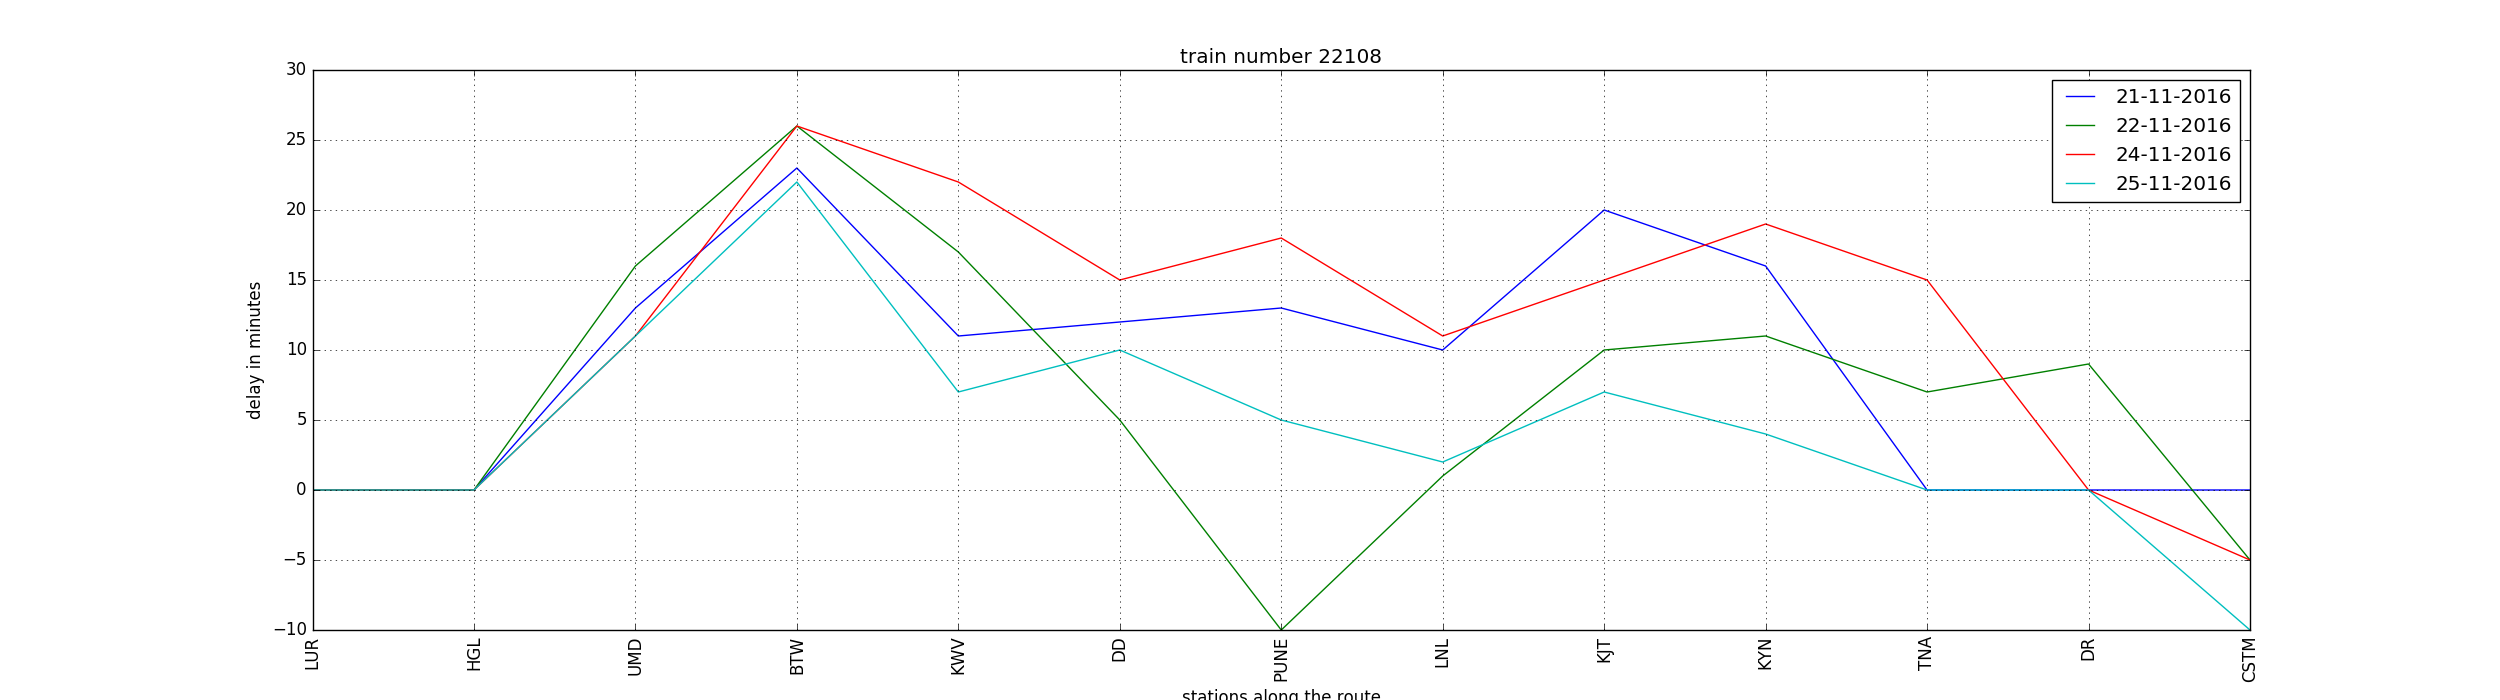 train number 22108
30
25
20
15
10
5
0
−5
−10
delay in minutes
21-11-2016
22-11-2016
24-11-2016
25-11-2016
LUR
HGL
UMD
BTW
KWV
DD
PUNE
LNL
KJT
KYN
TNA
DR
CSTM
stations along the route